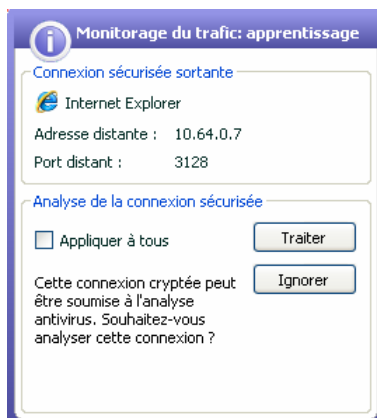 Monitorage du trafic: apprentissage
Connexion sécurisée sortante
Internet Explorer
Adresse distante : 10.64.0.7
Port distant : 3128
Analyse de la connexion sécurisée
Appliquer à tous
Traiter
Ignorer
Cette connexion cryptée peut
être soumise à l'analyse
antivirus. Souhaitez-vous
analyser cette connexion ?